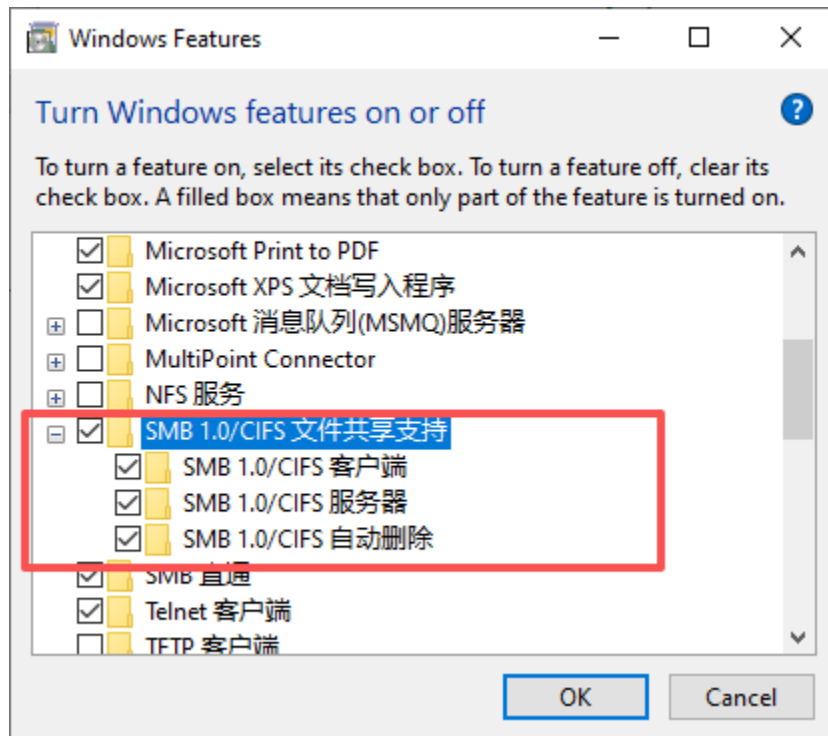 Windows Features
Turn Windows features on or off
To turn a feature on, select its check box. To turn a feature off, clear its
check box. A filled box means that only part of the feature is turned on.
Microsoft Print to PDF
Microsoft XPS 文档写入程序
Microsoft 消息队列(MSMQ)服务器
MultiPoint Connector
NFS 服务
SMB 1.0/CIFS 文件共享支持
SMB 1.0/CIFS 客户端
SMB 1.0/CIFS 服务器
SMB 1.0/CIFS 自动删除
SMB 直通
Telnet 客户端
TFTP 客户端
OK
Cancel